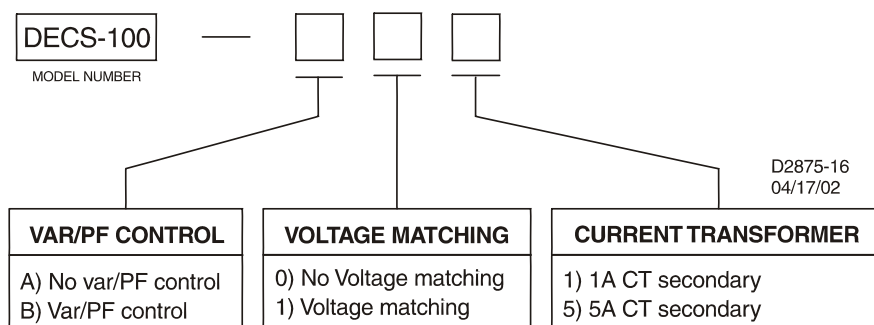 DECS-100
MODEL NUMBER
D2875-16
04/17/02
VAR/PF CONTROL
A) No var/PF control
B) Var/PF control
VOLTAGE MATCHING
0) No Voltage matching
1) Voltage matching
CURRENT TRANSFORMER
1) 1A CT secondary
5) 5A CT secondary